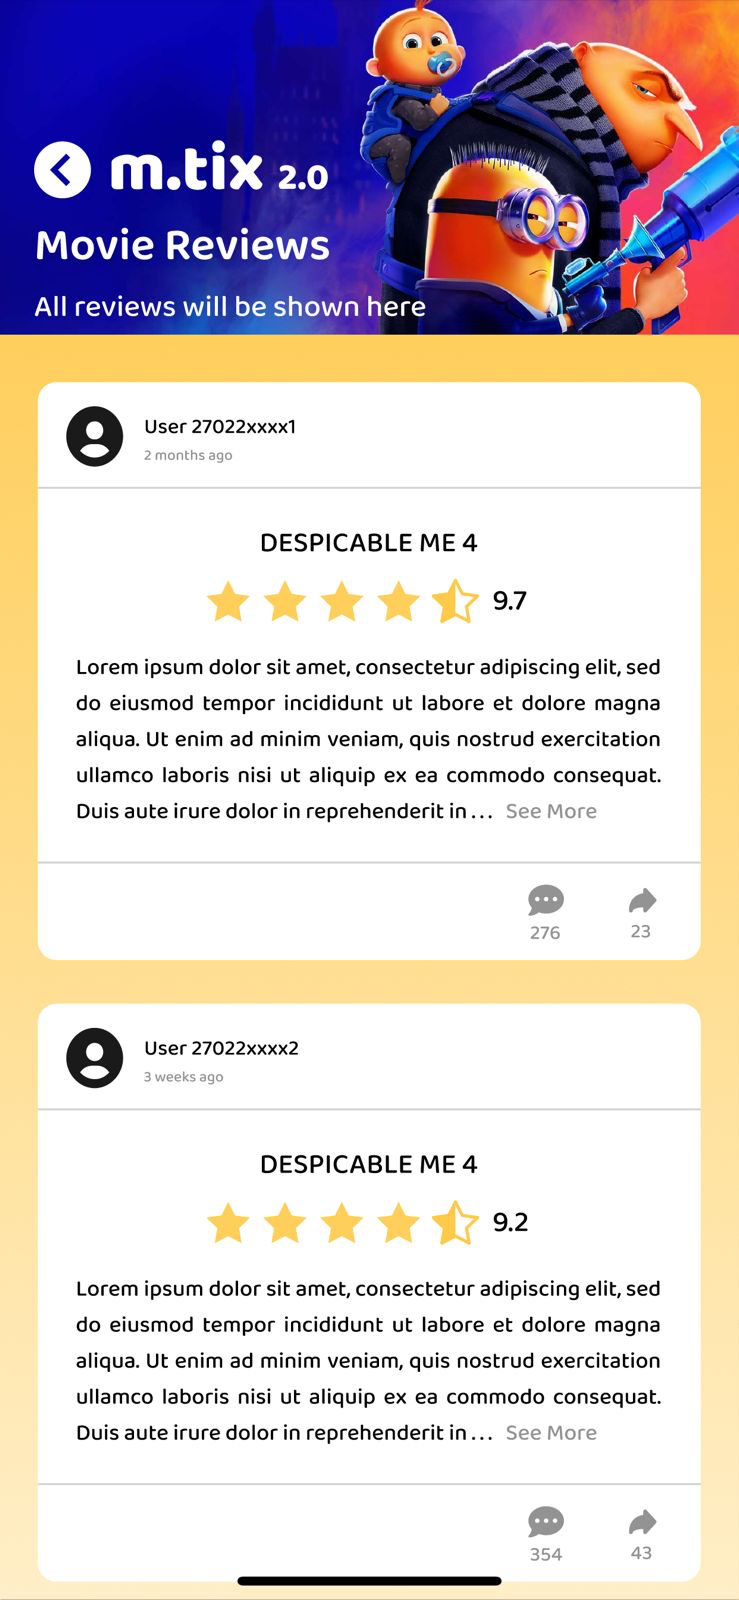 m.tix 2.0
Movie Reviews
All reviews will be shown here
User 27022xxxx1
2 months ago
DESPICABLE ME 4
9.7
Lorem ipsum dolor sit amet, consectetur adipiscing elit, sed
do eiusmod tempor incididunt ut labore et dolore magna
aliqua. Ut enim ad minim veniam, quis nostrud exercitation
ullamco laboris nisi ut aliquip ex ea commodo consequat.
Duis aute irure dolor in reprehenderit in... See More
276 23
User 27022xxxx2
3 weeks ago
DESPICABLE ME 4
9.2
Lorem ipsum dolor sit amet, consectetur adipiscing elit, sed
do eiusmod tempor incididunt ut labore et dolore magna
aliqua. Ut enim ad minim veniam, quis nostrud exercitation
ullamco laboris nisi ut aliquip ex ea commodo consequat.
Duis aute irure dolor in reprehenderit in... See More
354 43